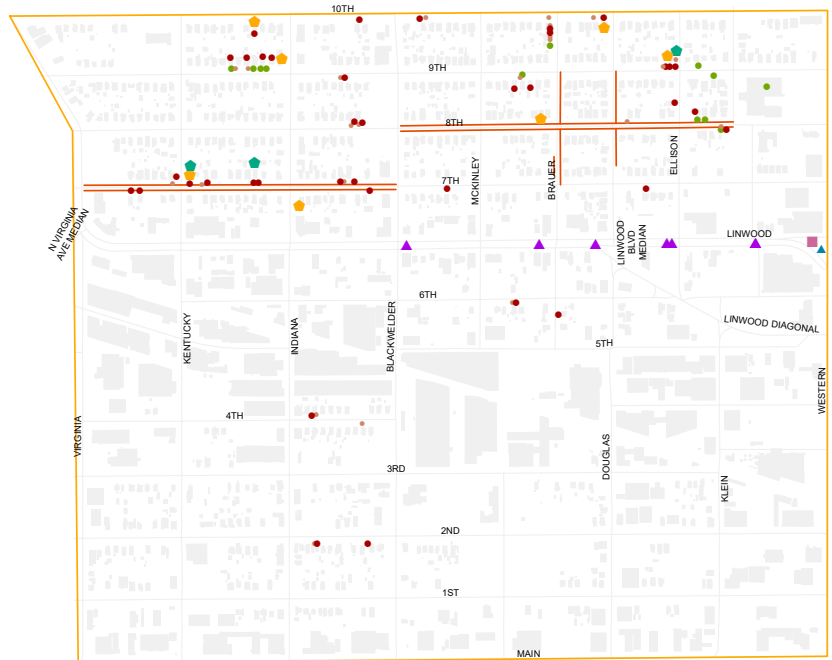 10TH
9TH
8TH
ELLISON
MCKINLEY
BRAUER
7TH
N VIRGINIA
AVE MEDIAN
LINWOOD
BLVD
MEDIAN
LINWOOD
6TH
BLACKWELDER
KENTUCKY
INDIANA
LINWOOD DIAGONAL
5TH
WESTERN
VIRGINIA
4TH
DOUGLAS
3RD
KLEIN
2ND
1ST
MAIN